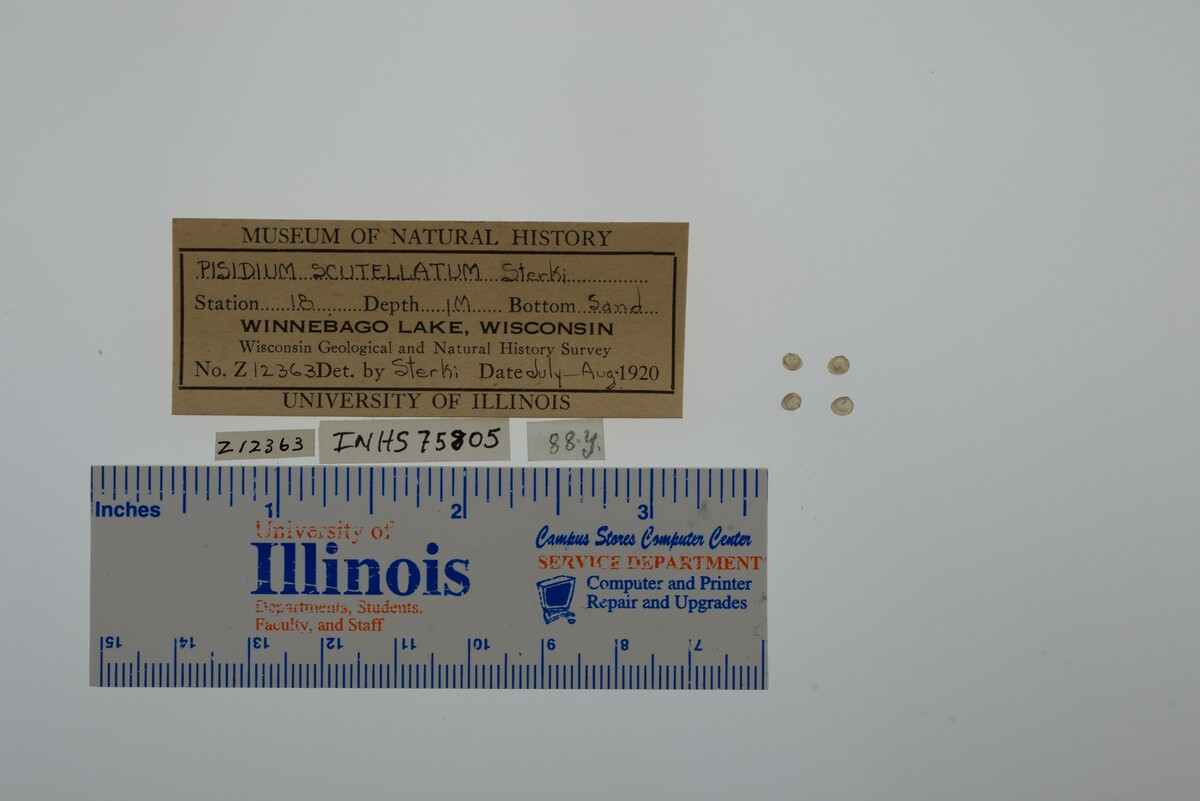 MUSEUM OF NATURAL HISTORY
PISIDIUM SCUTELLATUM Sterki
Station 18 Depth 1M Bottom Sand
WINNEBAGO LAKE, WISCONSIN
Wisconsin Geological and Natural History Survey
No. Z 12363 Det. by Sterki Date July-Aug. 1920
UNIVERSITY OF ILLINOIS
Z12363 INHS 75805 88.y.
Inches 1 2 3
University of
Illinois
Departments, Students.
Faculty, and Staff
Campus Stores Computer Center
SERVICE DEPARTMENT
Computer and Printer
Repair and Upgrades
15 14 13 12 11 10 9 8 7